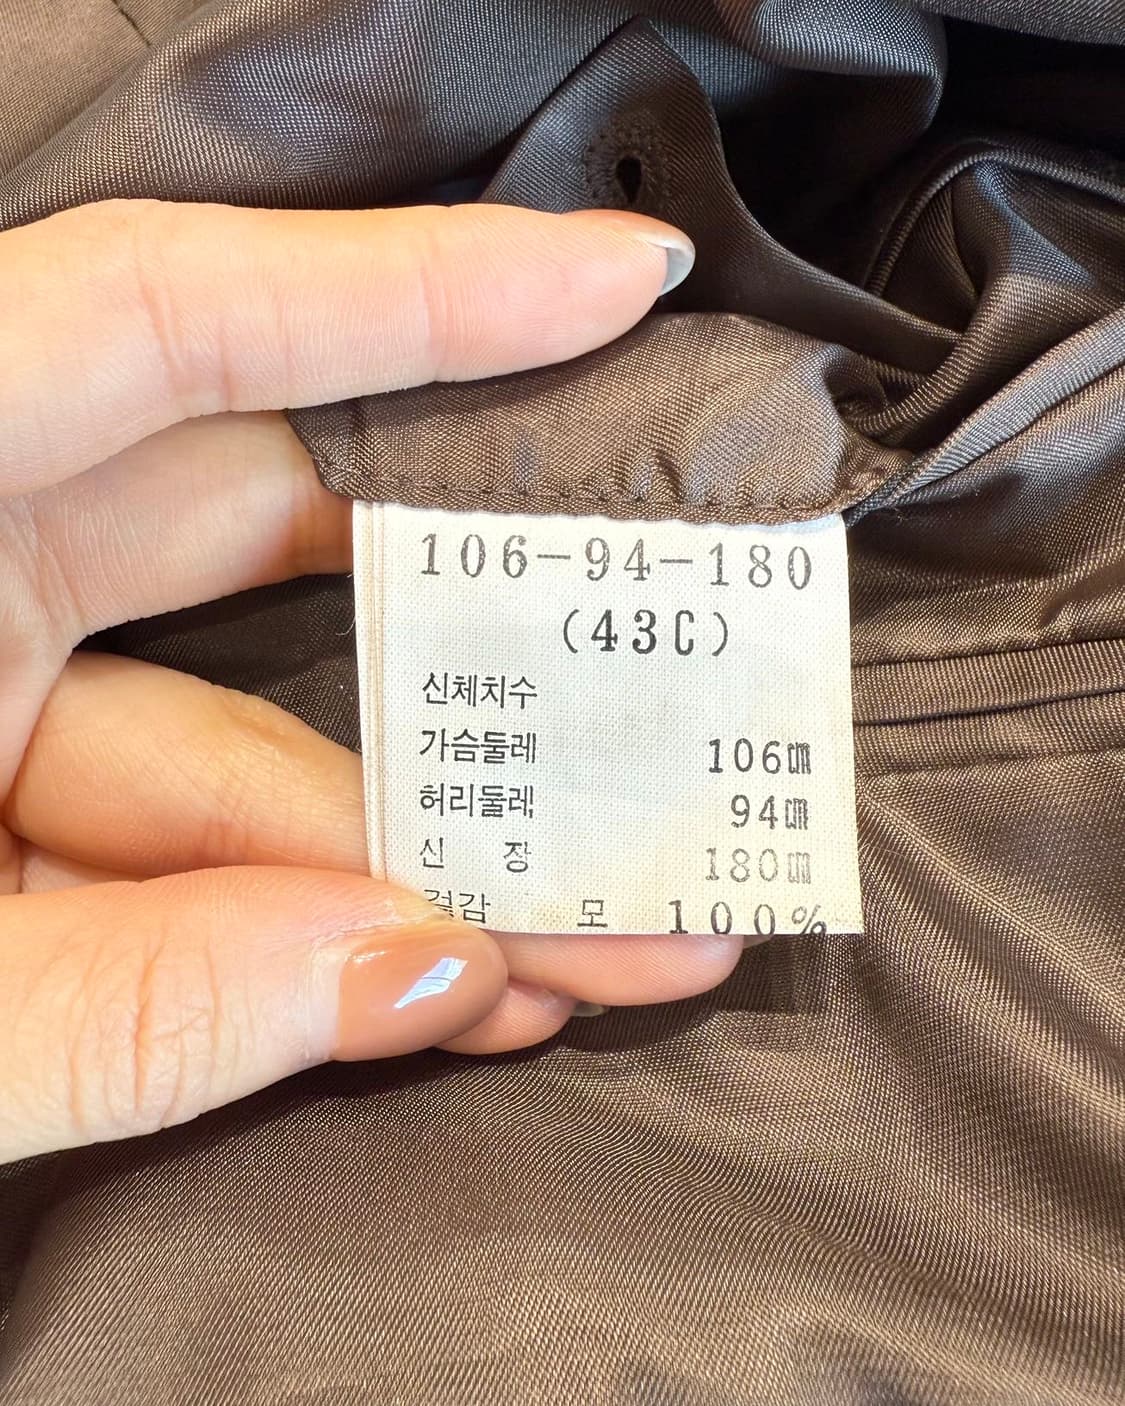 106-94-180
(43C)
신체치수
가슴둘레 106㎝
허리둘레 94㎝
신 장 180㎝
겉감 모 100%